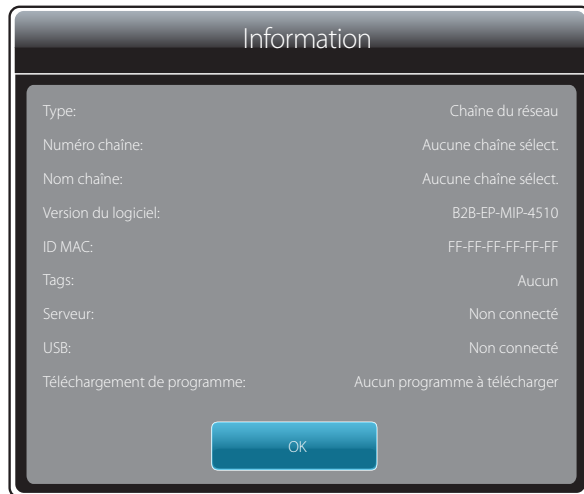 Information
Type: Chaîne du réseau
Numéro chaîne: Aucune chaîne sélect.
Nom chaîne: Aucune chaîne sélect.
Version du logiciel: B2B-EP-MIP-4510
ID MAC: FF-FF-FF-FF-FF-FF
Tags: Aucun
Serveur: Non connecté
USB: Non connecté
Téléchargement de programme: Aucun programme à télécharger
OK